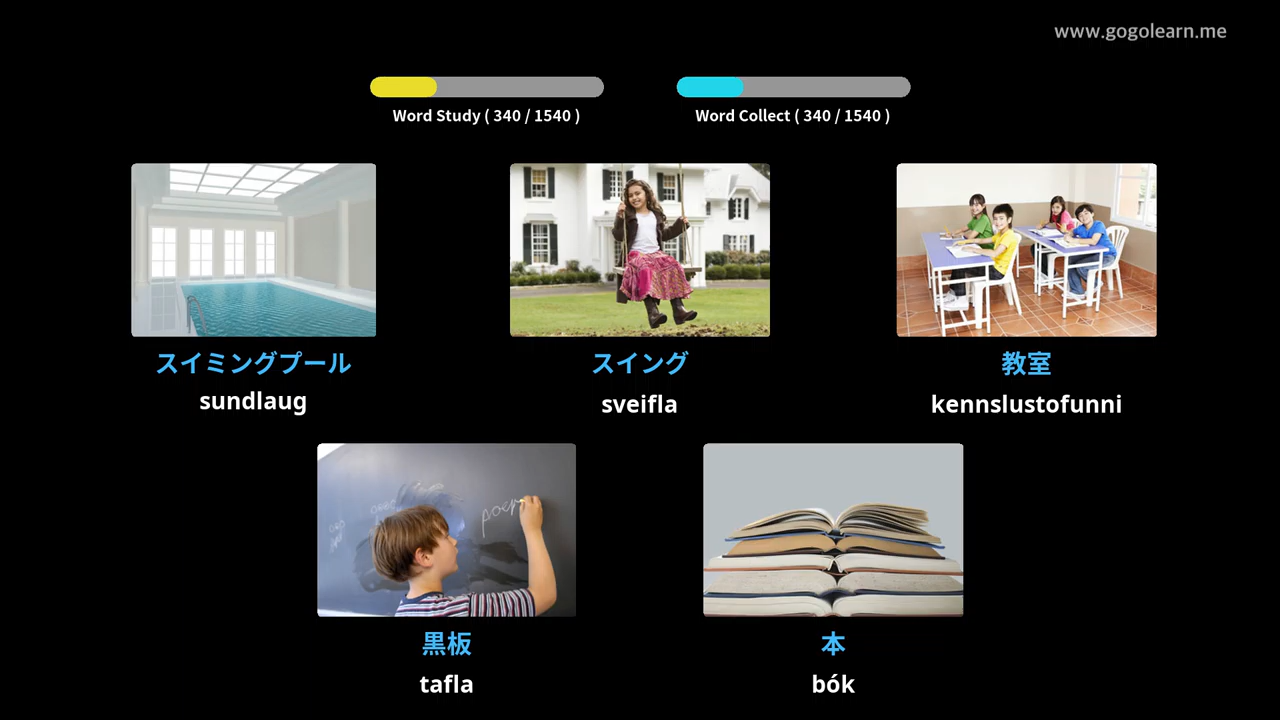 www.gogolearn.me
Word Study ( 340 / 1540 )
Word Collect ( 340 / 1540 )
スイミングプール
sundlaug
スイング
sveifla
教室
kennslustofunni
poem
黒板
tafla
本
bók